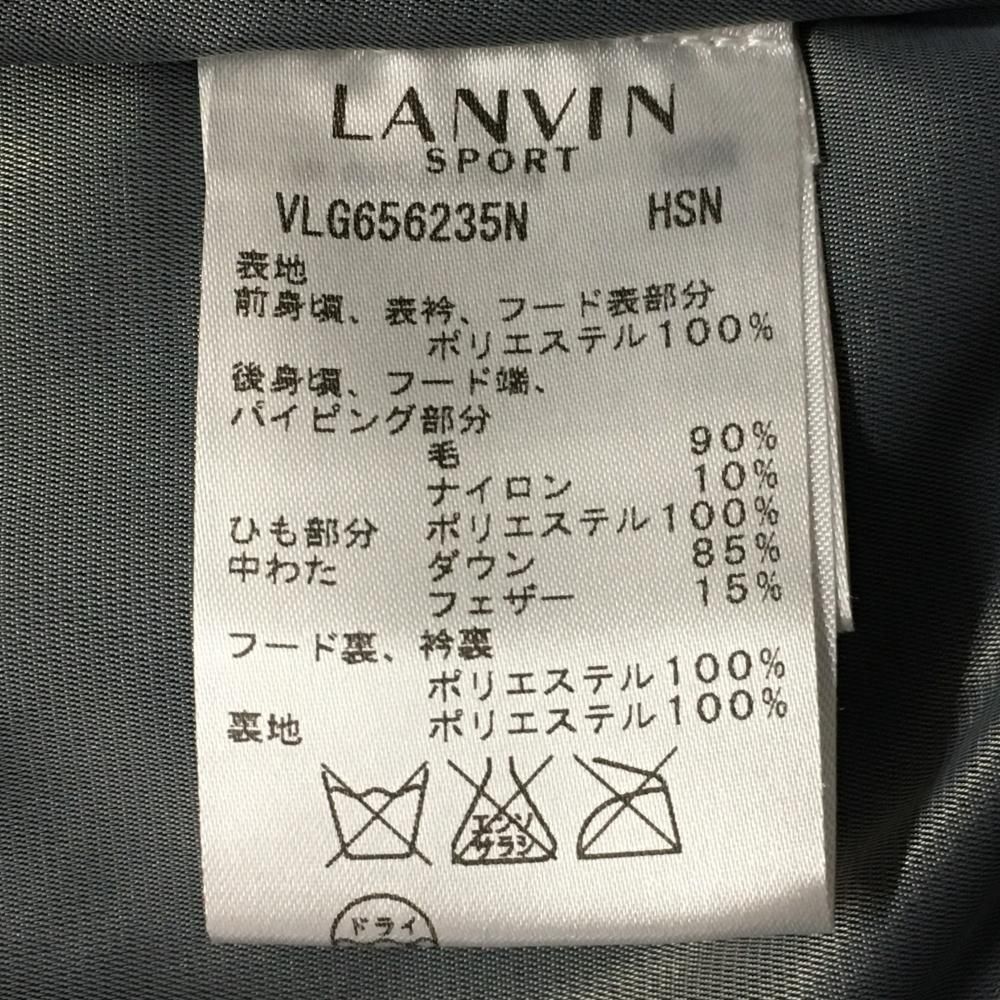 LANVIN
SPORT
VLG656235N HSN
表地
前身頃、表衿、フード表部分
ポリエステル100%
後身頃、フード端、
パイピング部分
毛 90%
ナイロン 10%
ひも部分 ポリエステル100%
中わた ダウン 85%
フェザー 15%
フード裏、衿裏
ポリエステル100%
裏地 ポリエステル100%
エンソ
サラシ
ドライ